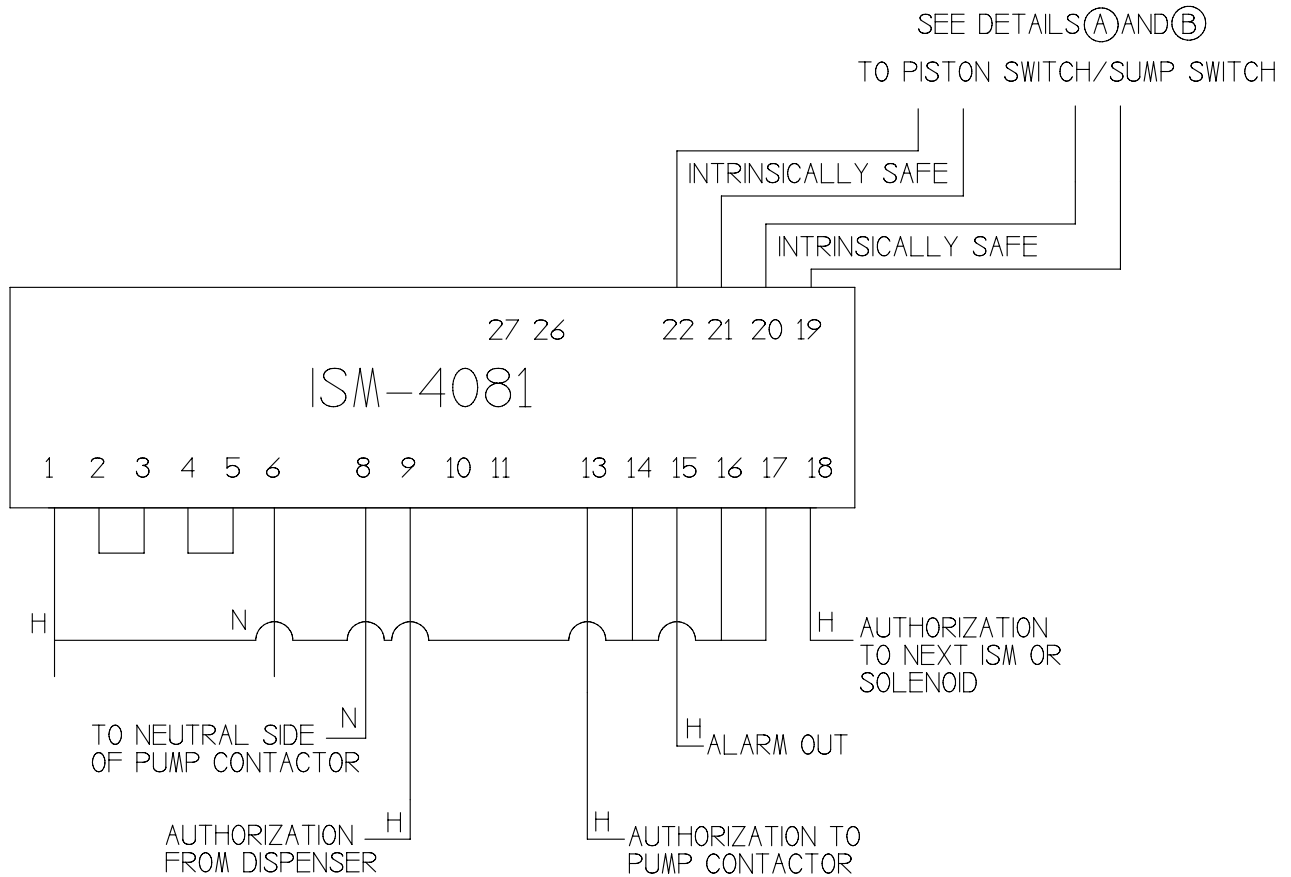 SEE DETAILS Ⓐ AND Ⓑ
TO PISTON SWITCH/SUMP SWITCH
INTRINSICALLY SAFE
INTRINSICALLY SAFE
27 26 22 21 20 19
ISM-4081
1 2 3 4 5 6 8 9 10 11 13 14 15 16 17 18
H
N
H
AUTHORIZATION
TO NEXT ISM OR
SOLENOID
TO NEUTRAL SIDE
OF PUMP CONTACTOR
N
H
ALARM OUT
AUTHORIZATION
FROM DISPENSER
H
H
AUTHORIZATION TO
PUMP CONTACTOR